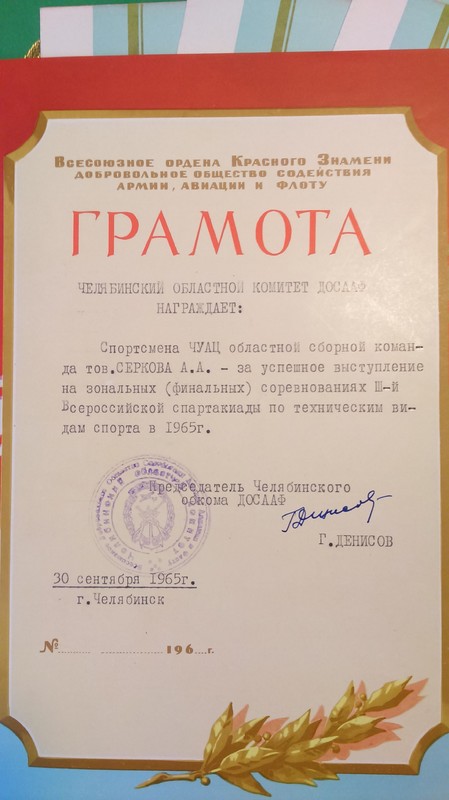 Всесоюзное ордена Красного Знамени
добровольное общество содействия
армии, авиации и флоту
ГРАМОТА
ЧЕЛЯБИНСКИЙ ОБЛАСТНОЙ КОМИТЕТ ДОСААФ
НАГРАЖДАЕТ:
Спортсмена ЧУАЦ областной сборной коман-
да тов.СЕРКОВА А.А. - за успешное выступление
на зональных (финальных) соревнованиях Ш-й
Всероссийской спартакиады по техническим ви-
дам спорта в 1965г.
Председатель Челябинского
обкома ДОСААФ
Г.ДЕНИСОВ
30 сентября 1965г.
г.Челябинск
№ 196 г.